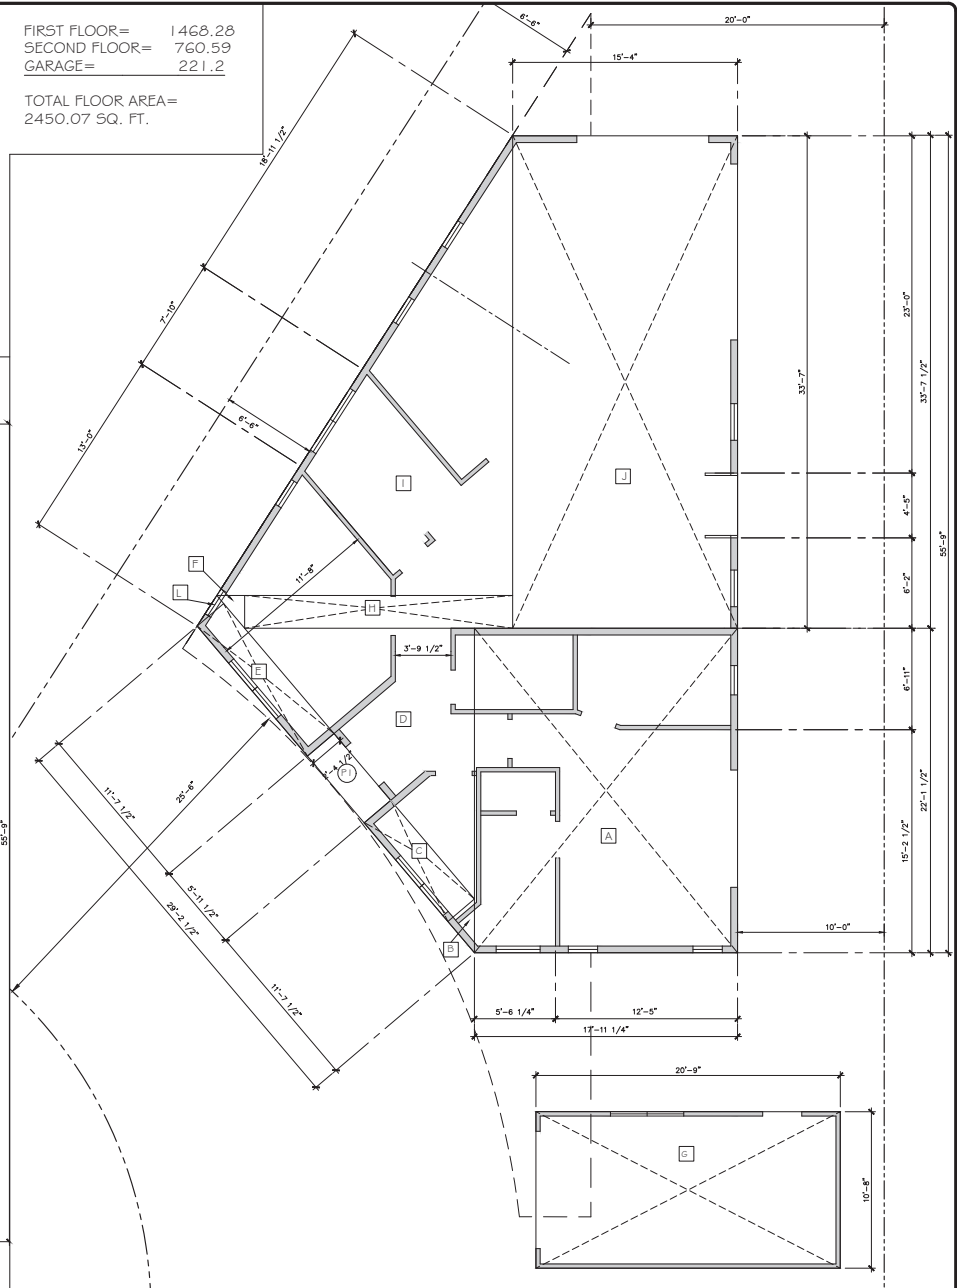 FIRST FLOOR= 1468.28
SECOND FLOOR= 760.59
GARAGE= 221.2
TOTAL FLOOR AREA=
2450.07 SQ. FT.
6'-6"
20'-0"
15'-4"
18'-11 1/2"
7'-10"
13'-0"
6'-6"
23'-0"
33'-7"
33'-7 1/2"
I
J
4'-5"
55'-9"
F
L
11'-8"
H
6'-2"
3'-9 1/2"
E
D
6'-11"
P1
25'-6"
11'-7 1/2"
55'-9"
22'-1 1/2"
15'-2 1/2"
A
C
5'-11 1/2"
29'-2 1/2"
10'-0"
B
11'-7 1/2"
5'-6 1/4"
12'-5"
17'-11 1/4"
20'-9"
G
10'-8"